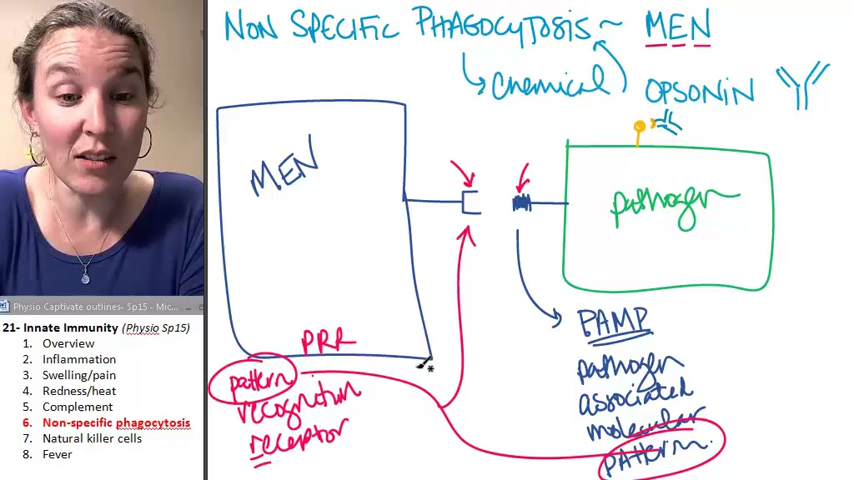 NON SPECIFIC PHAGOCYTOSIS ~ MEN
Chemical OPSONIN
MEN
pathogen
PAMP
pathogen
associated
molecular
pattern
PRR
pattern
recognition
receptor
Physio Captivate outlines- Sp15 - Mic...
21- Innate Immunity (Physio Sp15)
1. Overview
2. Inflammation
3. Swelling/pain
4. Redness/heat
5. Complement
6. Non-specific phagocytosis
7. Natural killer cells
8. Fever